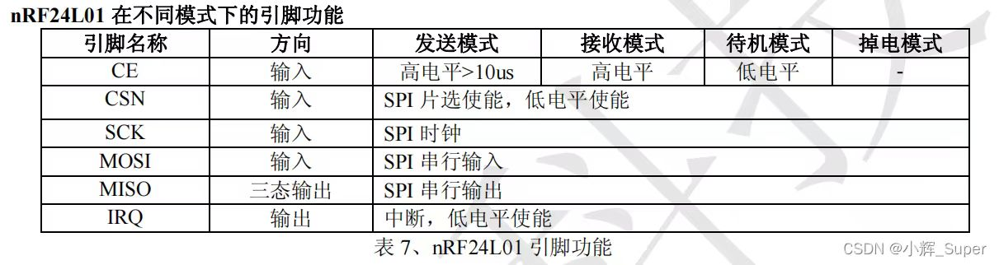 nRF24L01 在不同模式下的引脚功能
引脚名称 方向 发送模式 接收模式 待机模式 掉电模式
CE 输入 高电平>10us 高电平 低电平 -
CSN 输入 SPI 片选使能，低电平使能
SCK 输入 SPI 时钟
MOSI 输入 SPI 串行输入
MISO 三态输出 SPI 串行输出
IRQ 输出 中断，低电平使能
表 7、nRF24L01 引脚功能
CSDN @小辉_Super